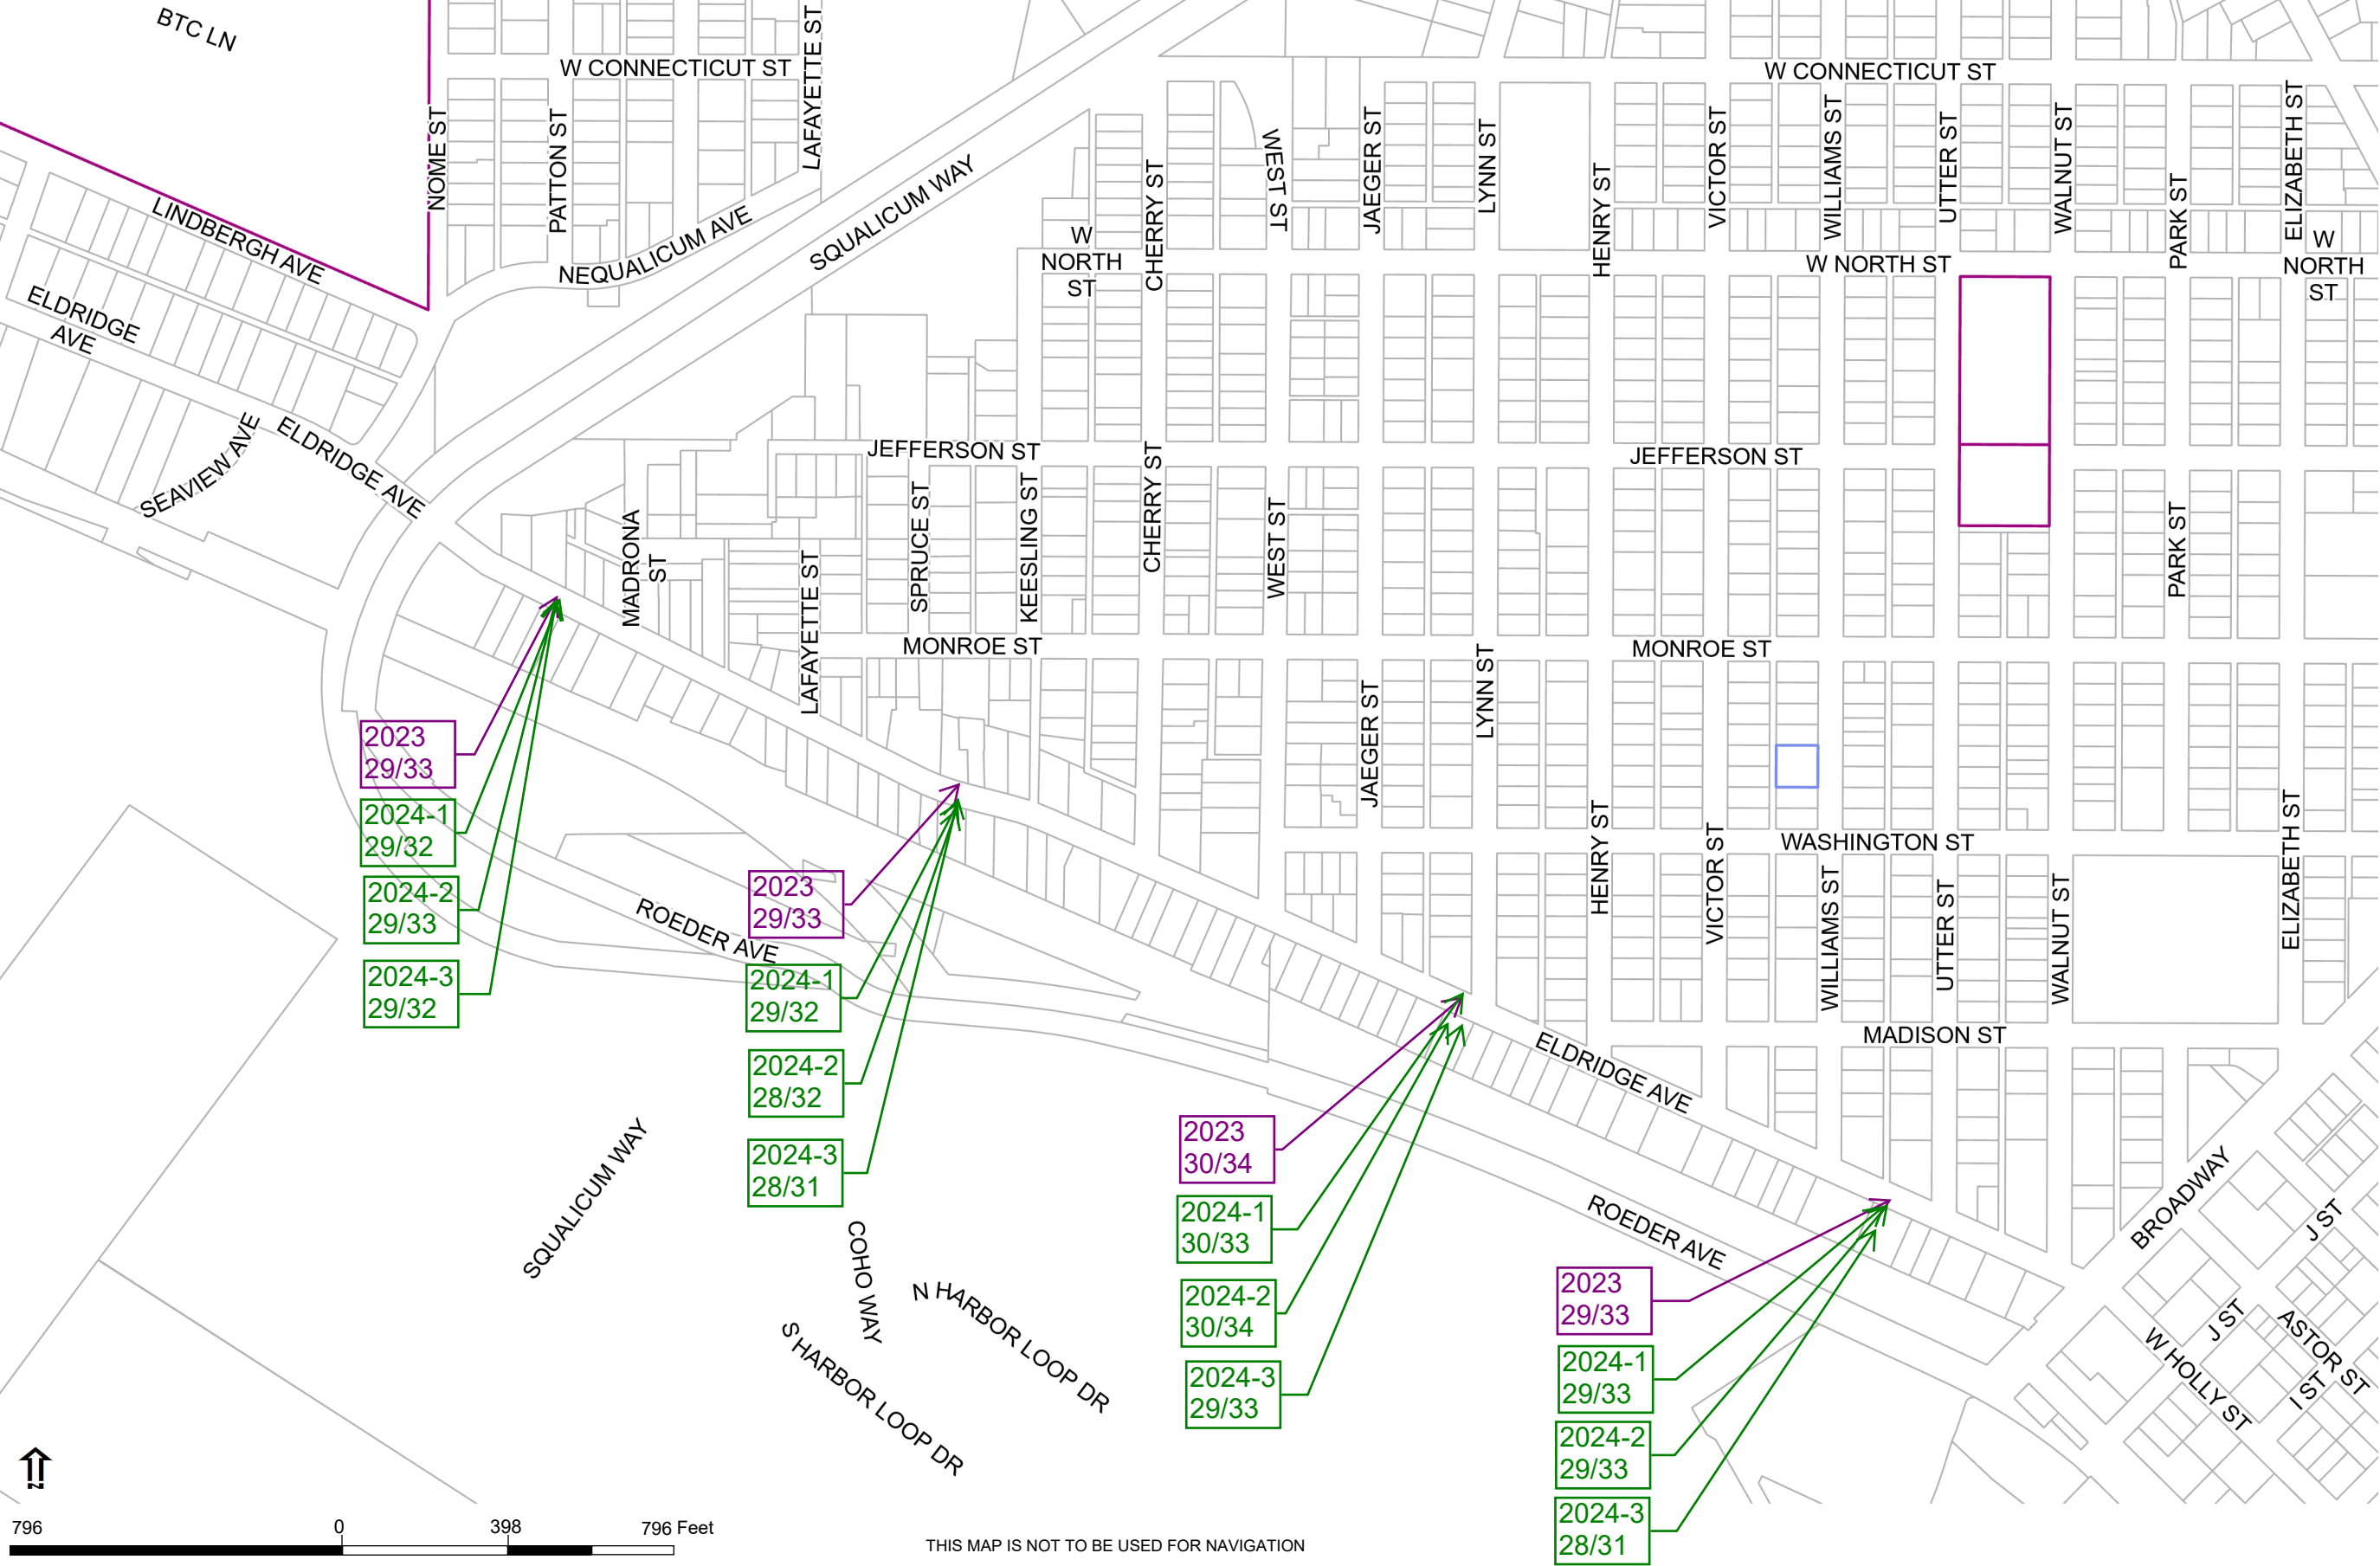 BTC LN
W CONNECTICUT ST
LAFAYETTE ST
W CONNECTICUT ST
NOME ST
PATTON ST
SQUALICUM WAY
CHERRY ST
WEST ST
JAEGER ST
LYNN ST
HENRY ST
VICTOR ST
WILLIAMS ST
UTTER ST
WALNUT ST
PARK ST
ELIZABETH ST
LINDBERGH AVE
NEQUALICUM AVE
W
NORTH
ST
W NORTH ST
W
NORTH
ST
ELDRIDGE
AVE
SEAVIEW AVE
ELDRIDGE AVE
JEFFERSON ST
JEFFERSON ST
MADRONA
ST
LAFAYETTE ST
SPRUCE ST
KEESLING ST
CHERRY ST
WEST ST
PARK ST
MONROE ST
MONROE ST
JAEGER ST
LYNN ST
HENRY ST
VICTOR ST
WASHINGTON ST
WILLIAMS ST
UTTER ST
WALNUT ST
ELIZABETH ST
2023
29/33
2024-1
29/32
2024-2
29/33
2024-3
29/32
ROEDER AVE
2023
29/33
2024-1
29/32
2024-2
28/32
2024-3
28/31
MADISON ST
ELDRIDGE AVE
2023
30/34
2024-1
30/33
2024-2
30/34
2024-3
29/33
ROEDER AVE
2023
29/33
2024-1
29/33
2024-2
29/33
2024-3
28/31
BROADWAY
J ST
J ST
ASTOR ST
W HOLLY ST
I ST
SQUALICUM WAY
COHO WAY
N HARBOR LOOP DR
S HARBOR LOOP DR
N
796
0
398
796 Feet
THIS MAP IS NOT TO BE USED FOR NAVIGATION